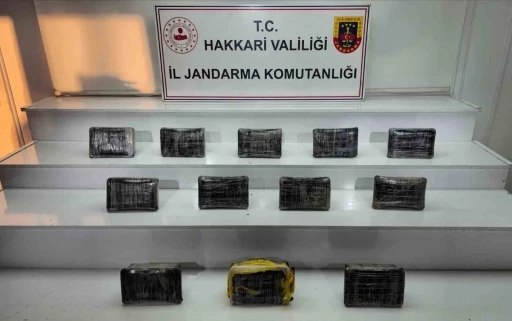 T.C.
HAKKARİ VALİLİĞİ
İL JANDARMA KOMUTANLIĞI